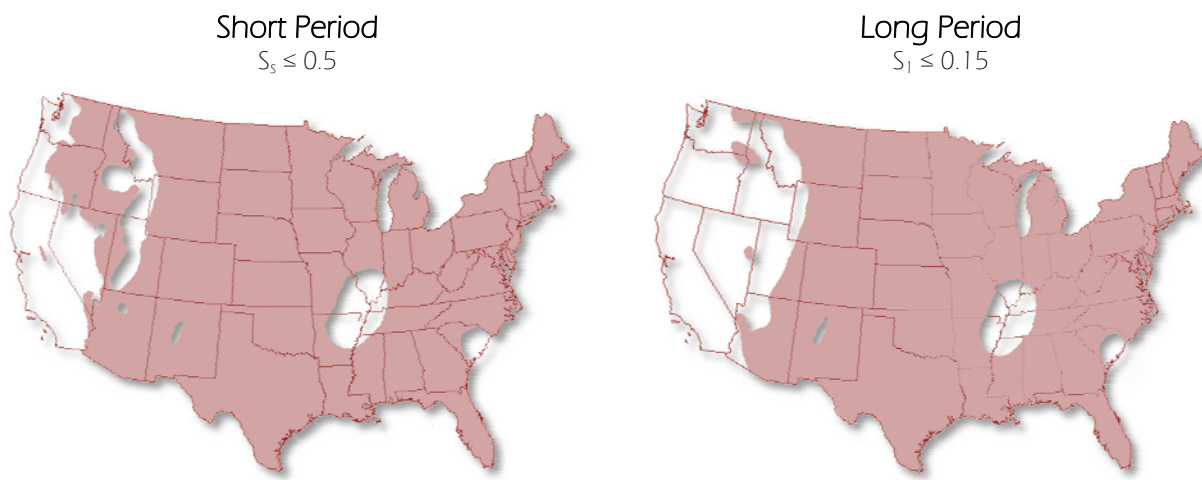 Short Period
Sₛ ≤ 0.5
Long Period
S₁ ≤ 0.15